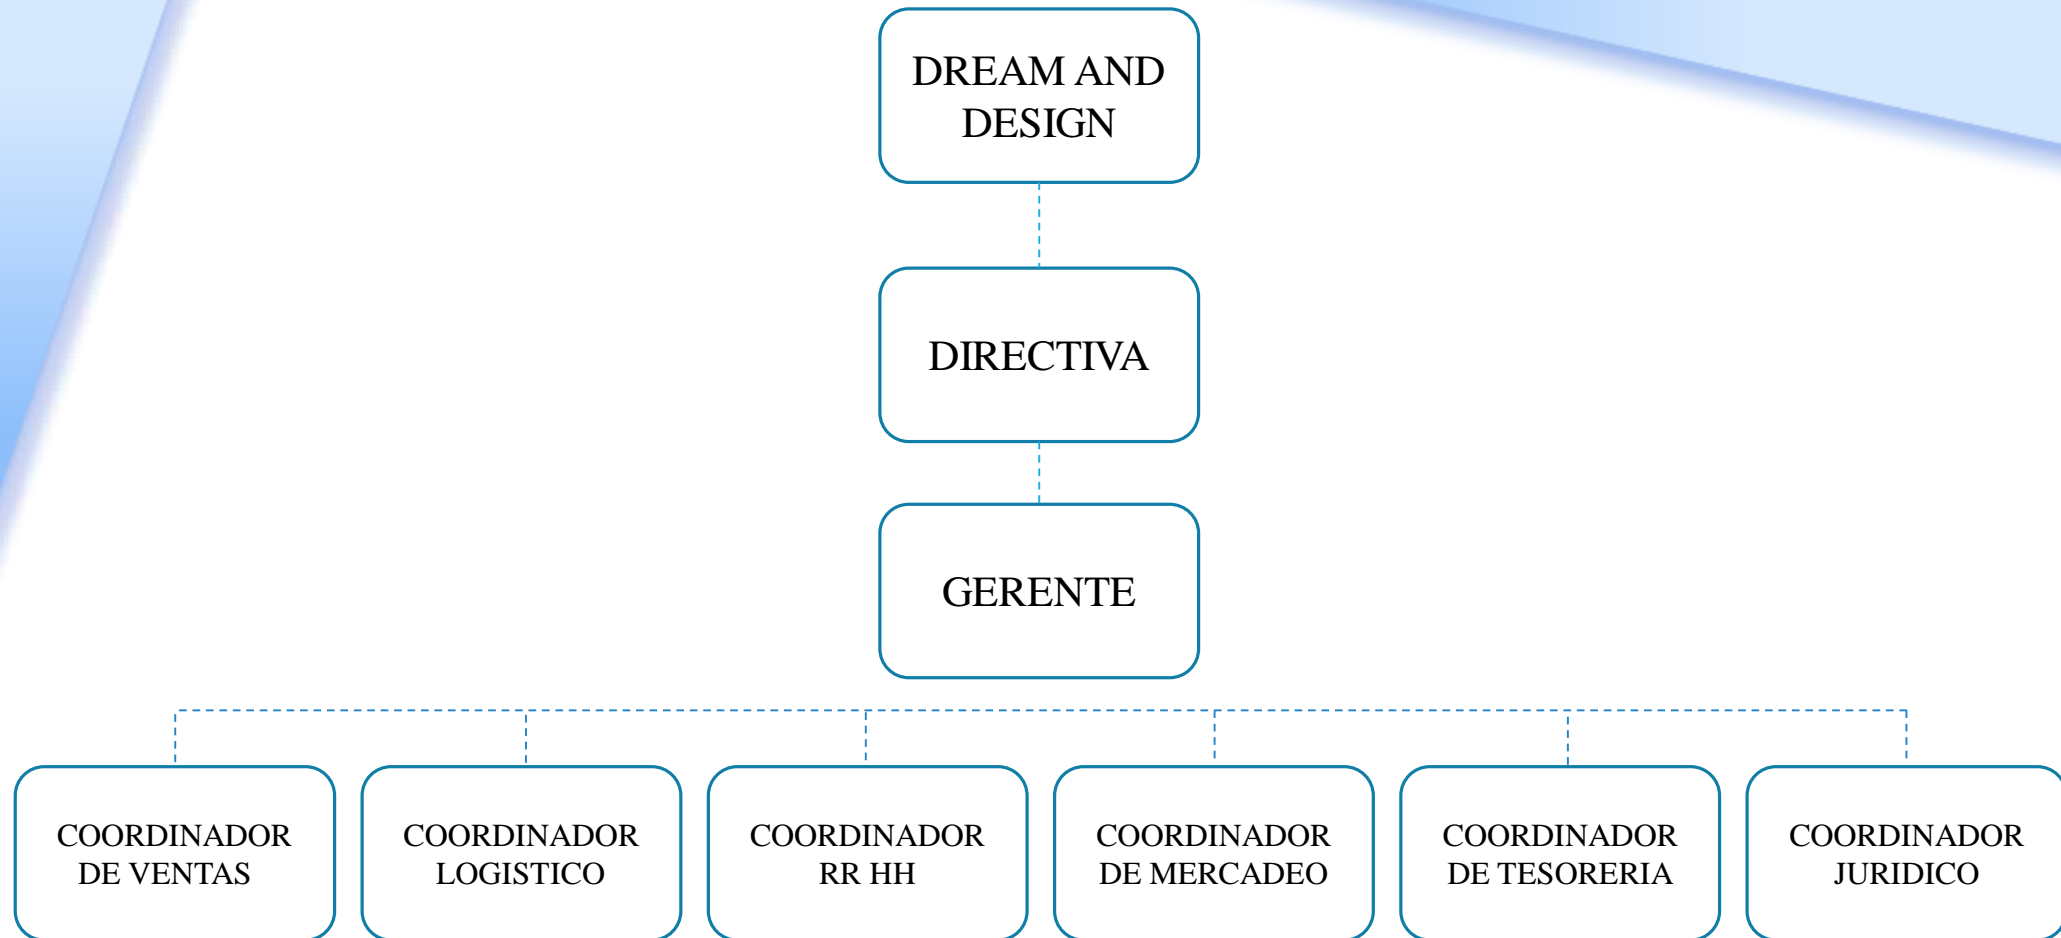 DREAM AND
DESIGN
DIRECTIVA
GERENTE
COORDINADOR
DE VENTAS
COORDINADOR
LOGISTICO
COORDINADOR
RR HH
COORDINADOR
DE MERCADEO
COORDINADOR
DE TESORERIA
COORDINADOR
JURIDICO